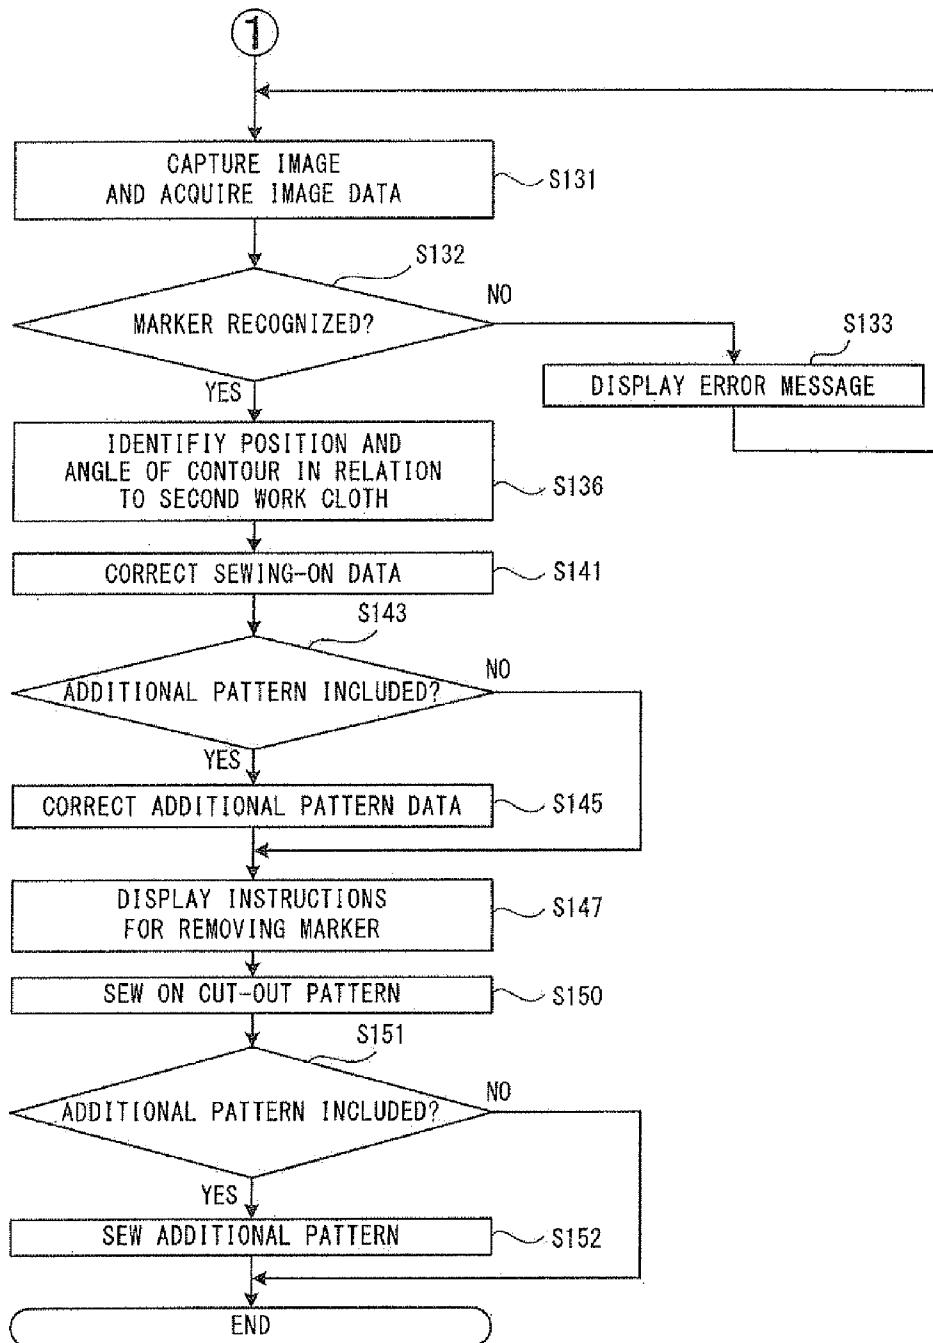 1
CAPTURE IMAGE
AND ACQUIRE IMAGE DATA
S131
S132
MARKER RECOGNIZED?
NO
YES
S133
DISPLAY ERROR MESSAGE
IDENTIFIY POSITION AND
ANGLE OF CONTOUR IN RELATION
TO SECOND WORK CLOTH
S136
CORRECT SEWING-ON DATA
S141
S143
ADDITIONAL PATTERN INCLUDED?
NO
YES
CORRECT ADDITIONAL PATTERN DATA
S145
DISPLAY INSTRUCTIONS
FOR REMOVING MARKER
S147
SEW ON CUT-OUT PATTERN
S150
S151
ADDITIONAL PATTERN INCLUDED?
NO
YES
SEW ADDITIONAL PATTERN
S152
END